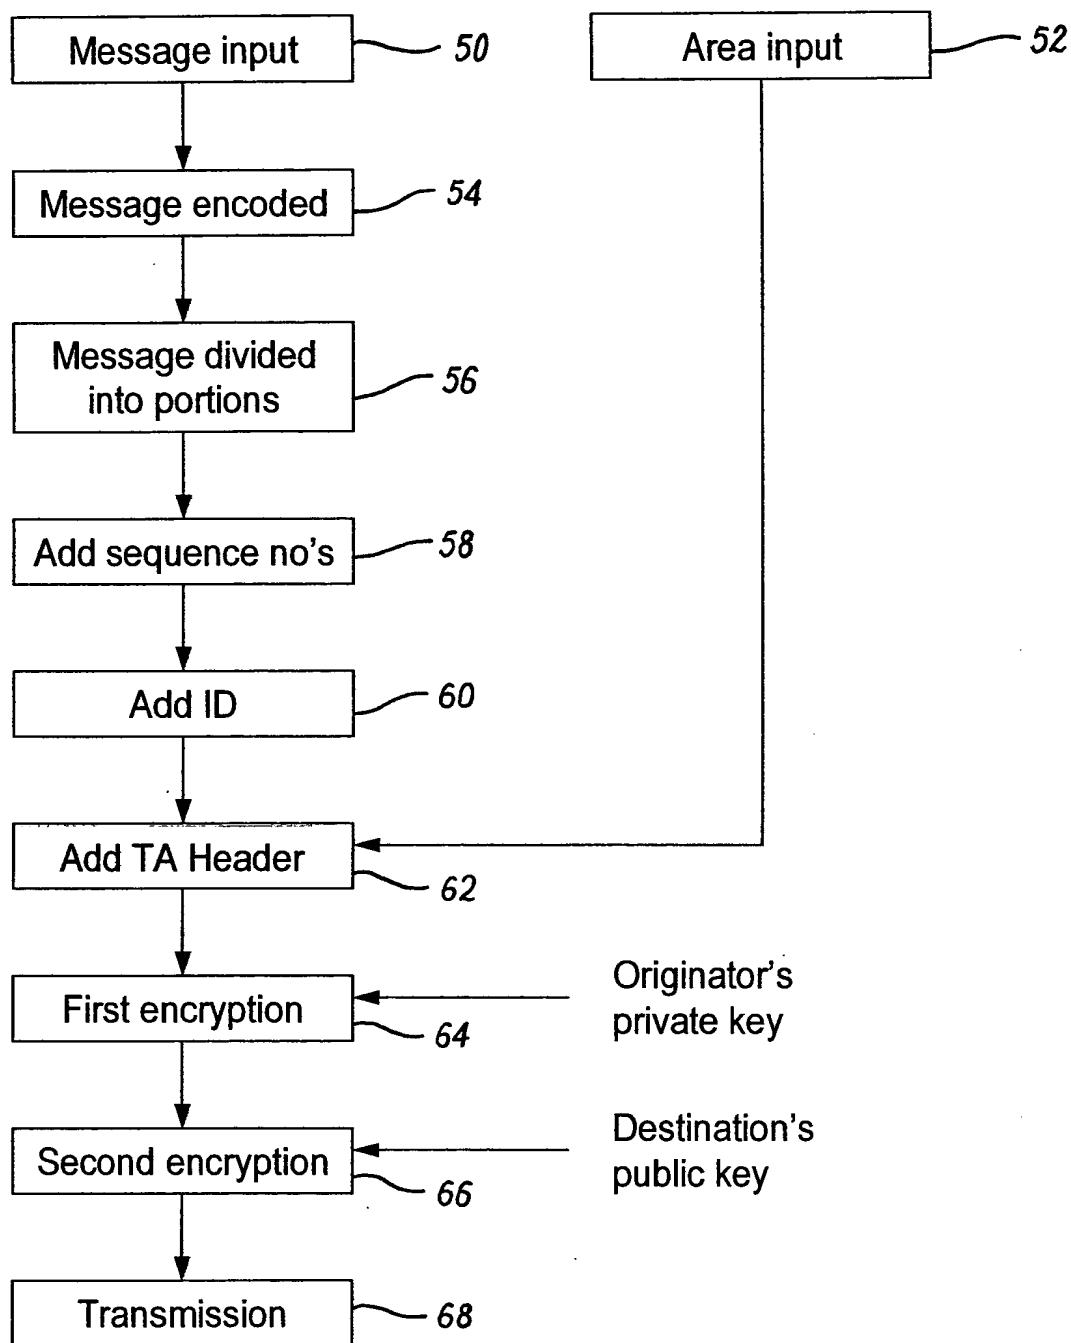 Message input
50
Area input
52
Message encoded
54
Message divided
into portions
56
Add sequence no's
58
Add ID
60
Add TA Header
62
First encryption
64
Originator's
private key
Second encryption
66
Destination's
public key
Transmission
68